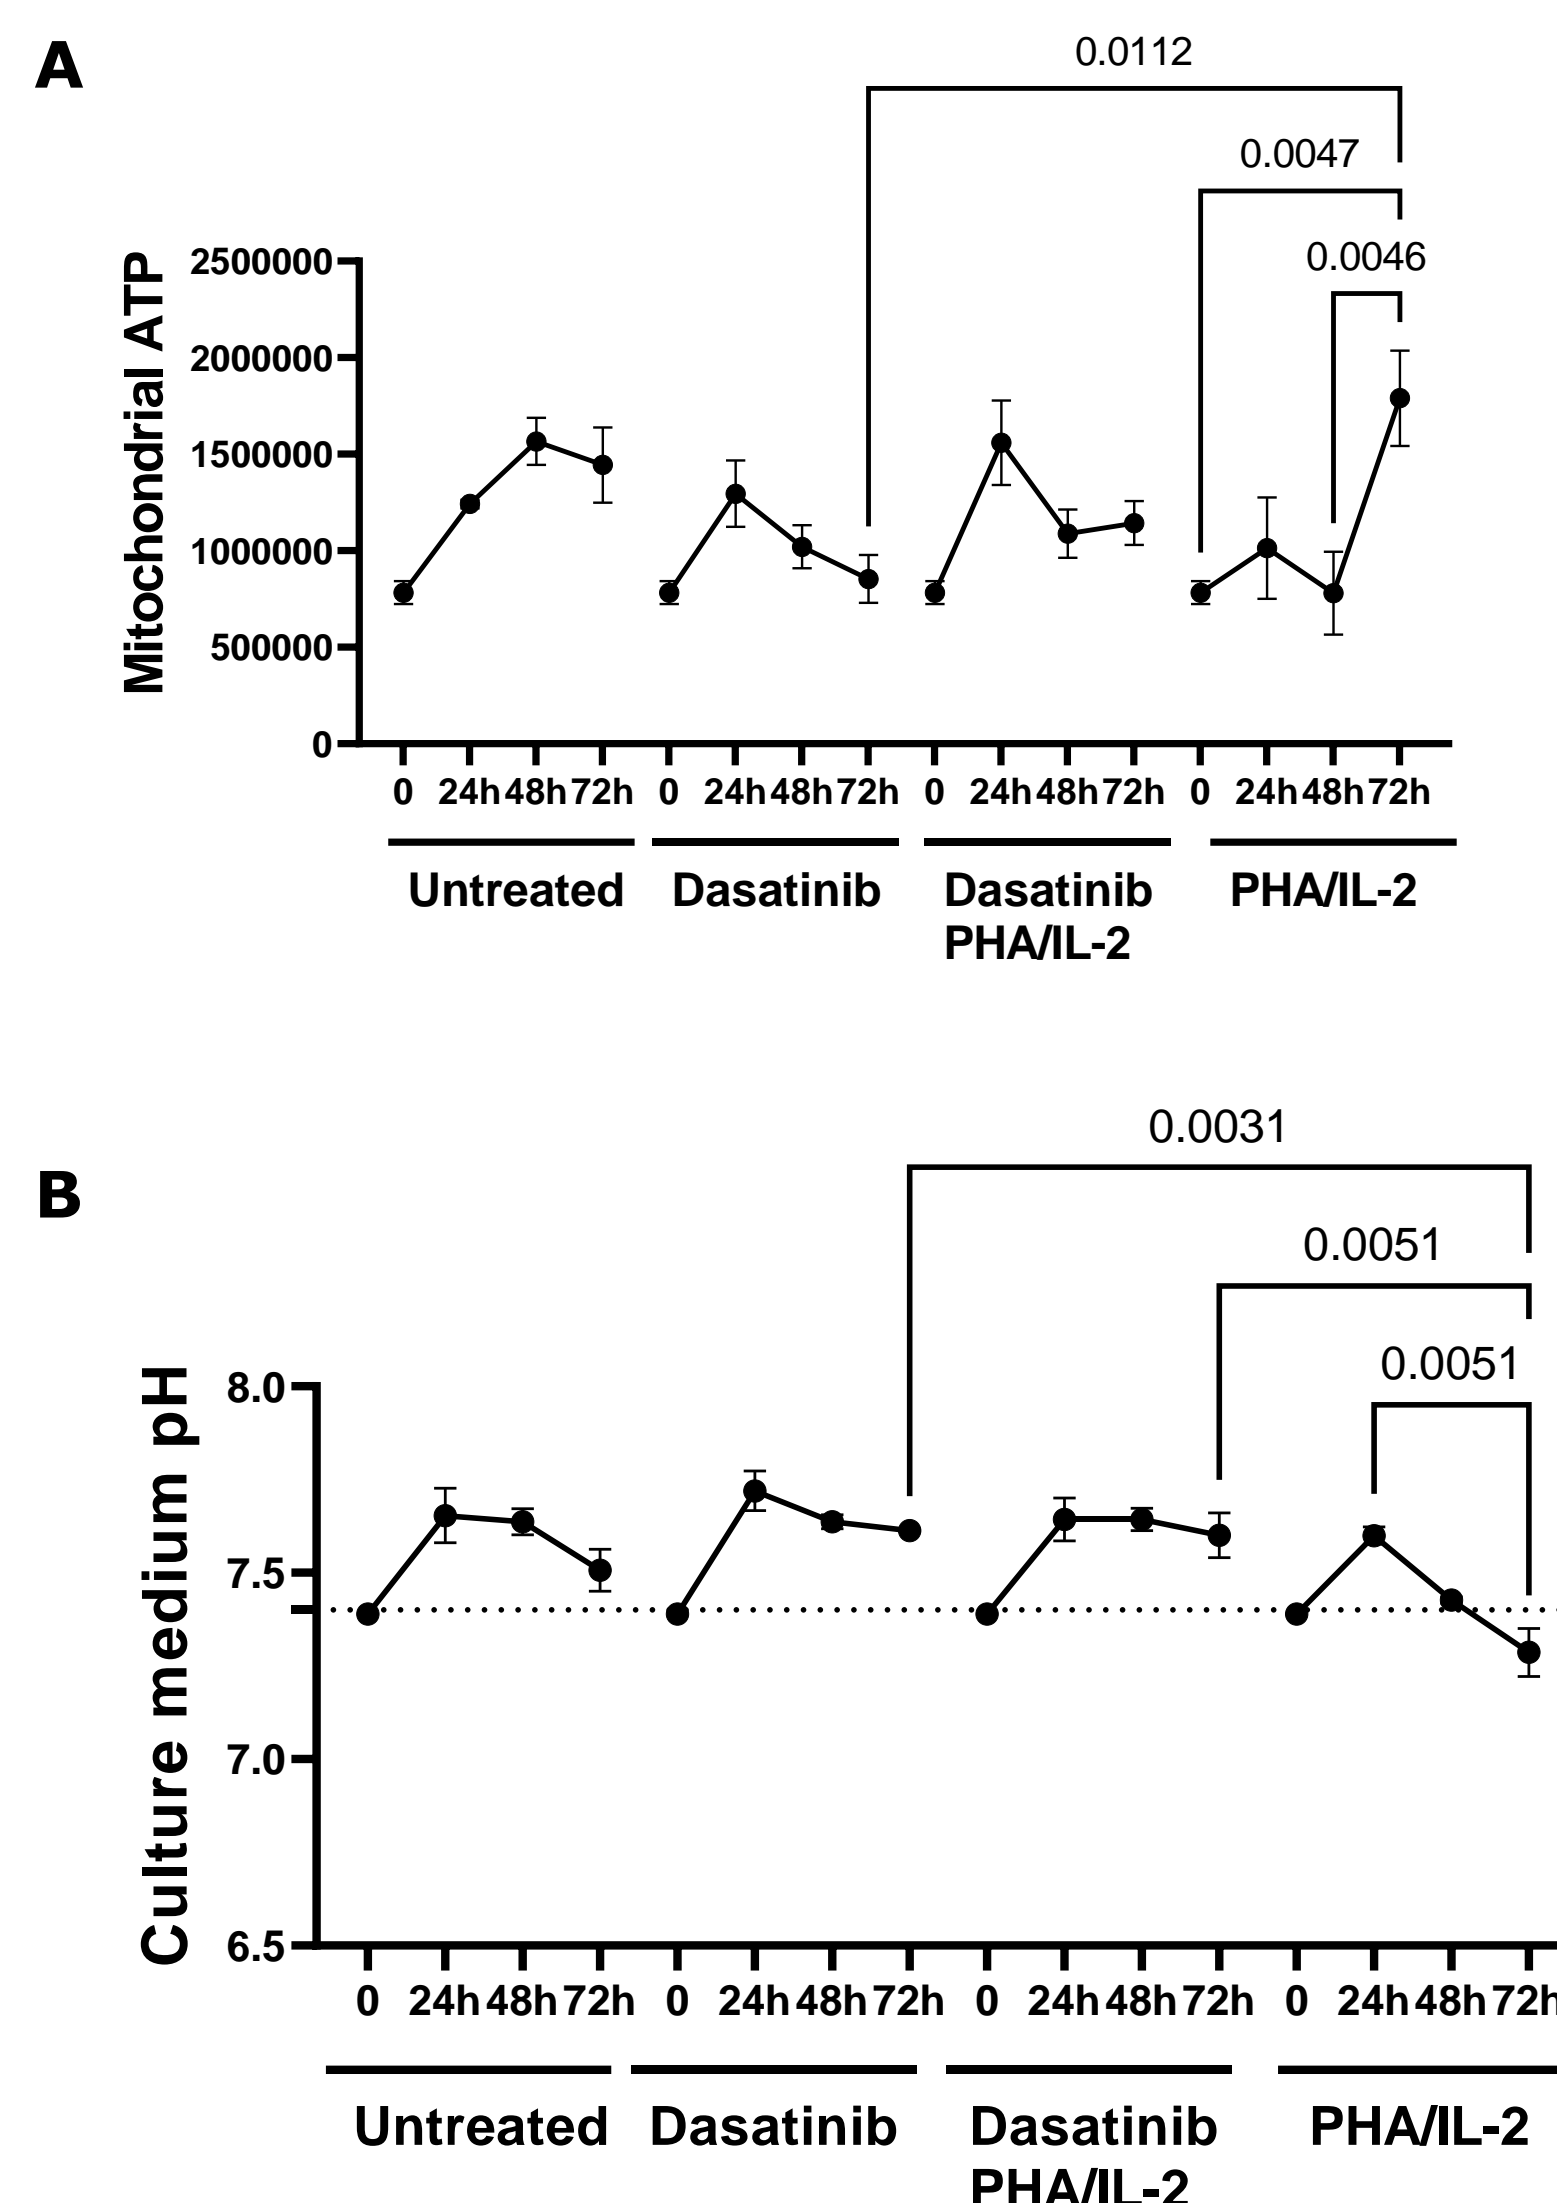 A
0.0112
0.0047
0.0046
Mitochondrial ATP
2500000
2000000
1500000
1000000
500000
0
0 24h 48h 72h 0 24h 48h 72h 0 24h 48h 72h 0 24h 48h 72h
Untreated Dasatinib Dasatinib PHA/IL-2
PHA/IL-2
B
0.0031
0.0051
0.0051
Culture medium pH
8.0
7.5
7.0
6.5
0 24h 48h 72h 0 24h 48h 72h 0 24h 48h 72h 0 24h 48h 72h
Untreated Dasatinib Dasatinib PHA/IL-2
PHA/IL-2